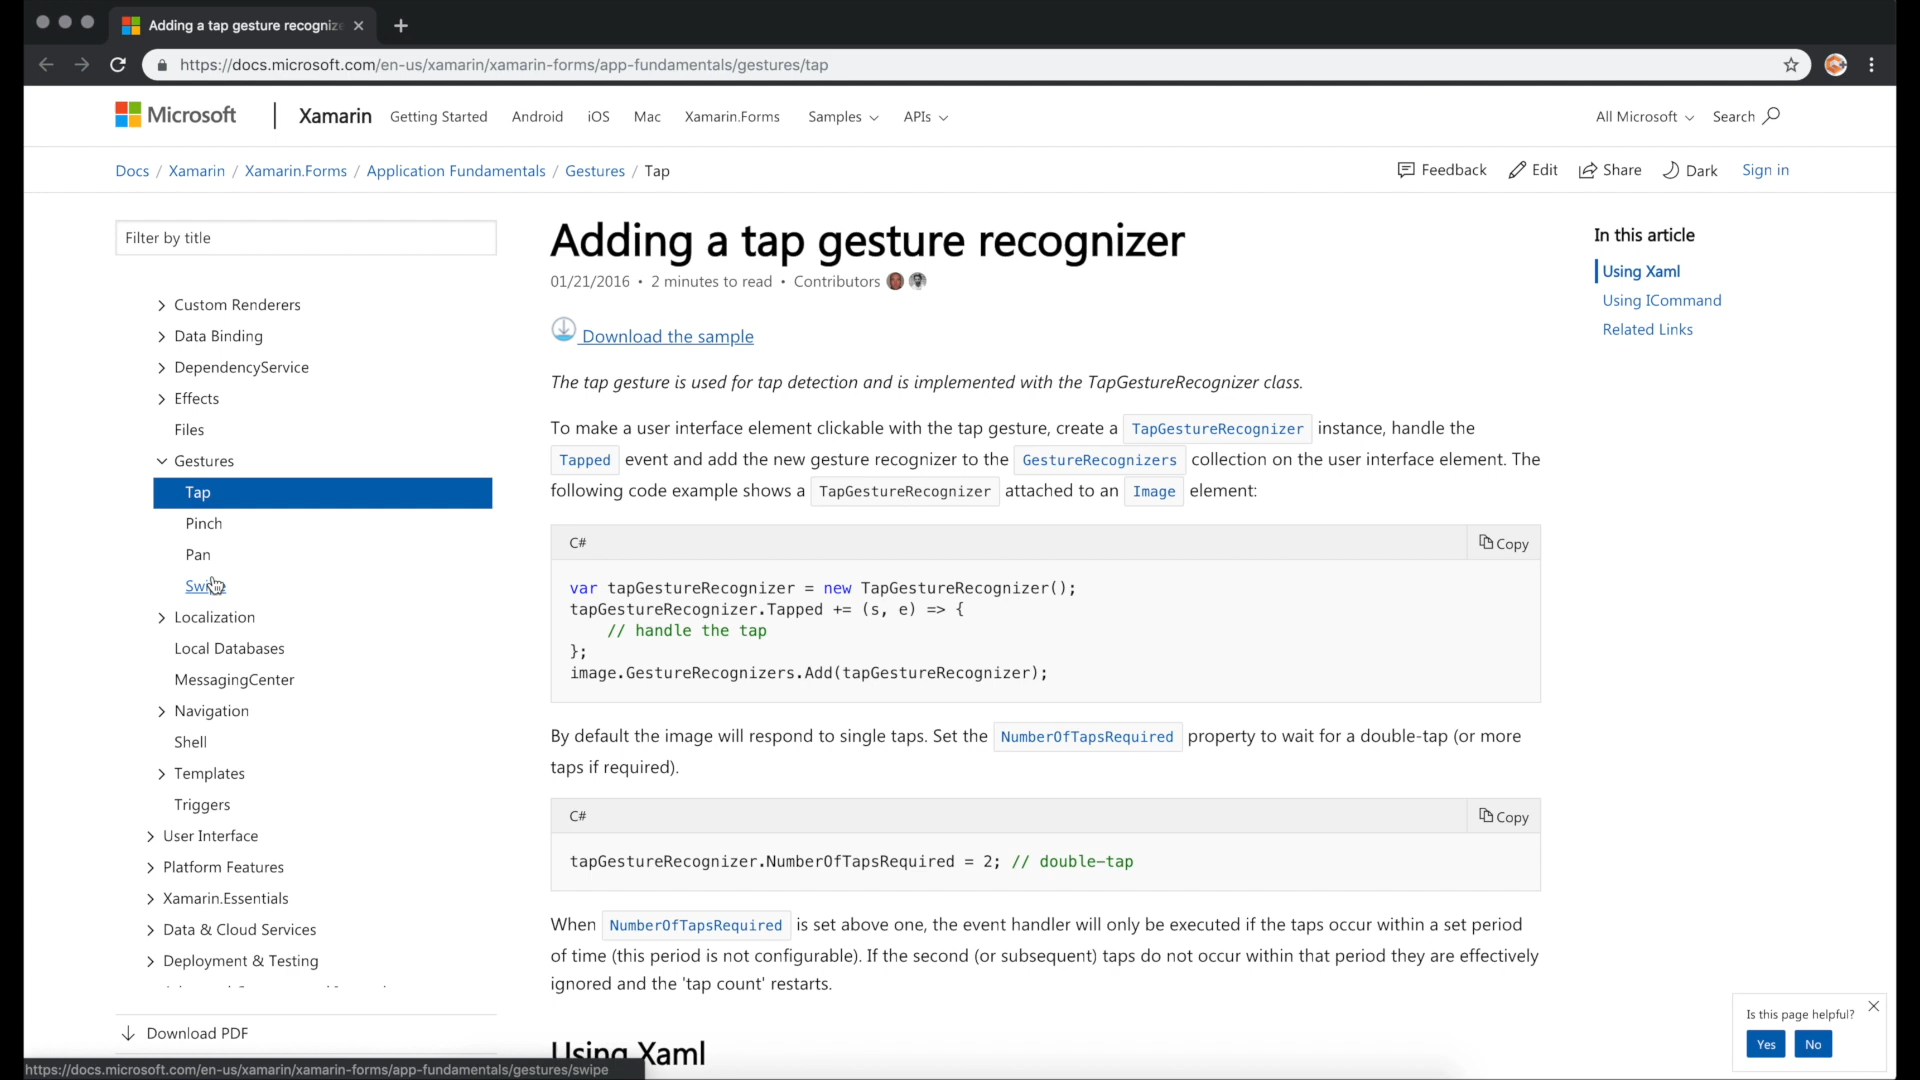 Adding a tap gesture recogniz
https://docs.microsoft.com/en-us/xamarin/xamarin-forms/app-fundamentals/gestures/tap
Microsoft
Xamarin Getting Started Android iOS Mac Xamarin.Forms Samples APIs
All Microsoft Search
Docs / Xamarin / Xamarin.Forms / Application Fundamentals / Gestures / Tap
Feedback Edit Share Dark Sign in
Filter by title
Custom Renderers
Data Binding
DependencyService
Effects
Files
Gestures
Tap
Pinch
Pan
Localization
Local Databases
MessagingCenter
Navigation
Shell
Templates
Triggers
User Interface
Platform Features
Xamarin.Essentials
Data & Cloud Services
Deployment & Testing
Download PDF
Adding a tap gesture recognizer
01/21/2016 • 2 minutes to read • Contributors
Download the sample
The tap gesture is used for tap detection and is implemented with the TapGestureRecognizer class.
To make a user interface element clickable with the tap gesture, create a TapGestureRecognizer instance, handle the
Tapped event and add the new gesture recognizer to the GestureRecognizers collection on the user interface element. The
following code example shows a TapGestureRecognizer attached to an Image element:
C#
Copy
var tapGestureRecognizer = new TapGestureRecognizer();
tapGestureRecognizer.Tapped += (s, e) => {
// handle the tap
};
image.GestureRecognizers.Add(tapGestureRecognizer);
By default the image will respond to single taps. Set the NumberOfTapsRequired property to wait for a double-tap (or more
taps if required).
C#
Copy
tapGestureRecognizer.NumberOfTapsRequired = 2; // double-tap
When NumberOfTapsRequired is set above one, the event handler will only be executed if the taps occur within a set period
of time (this period is not configurable). If the second (or subsequent) taps do not occur within that period they are effectively
ignored and the 'tap count' restarts.
Using Xaml
In this article
Using Xaml
Using ICommand
Related Links
Is this page helpful?
Yes No
https://docs.microsoft.com/en-us/xamarin/xamarin-forms/app-fundamentals/gestures/swipe